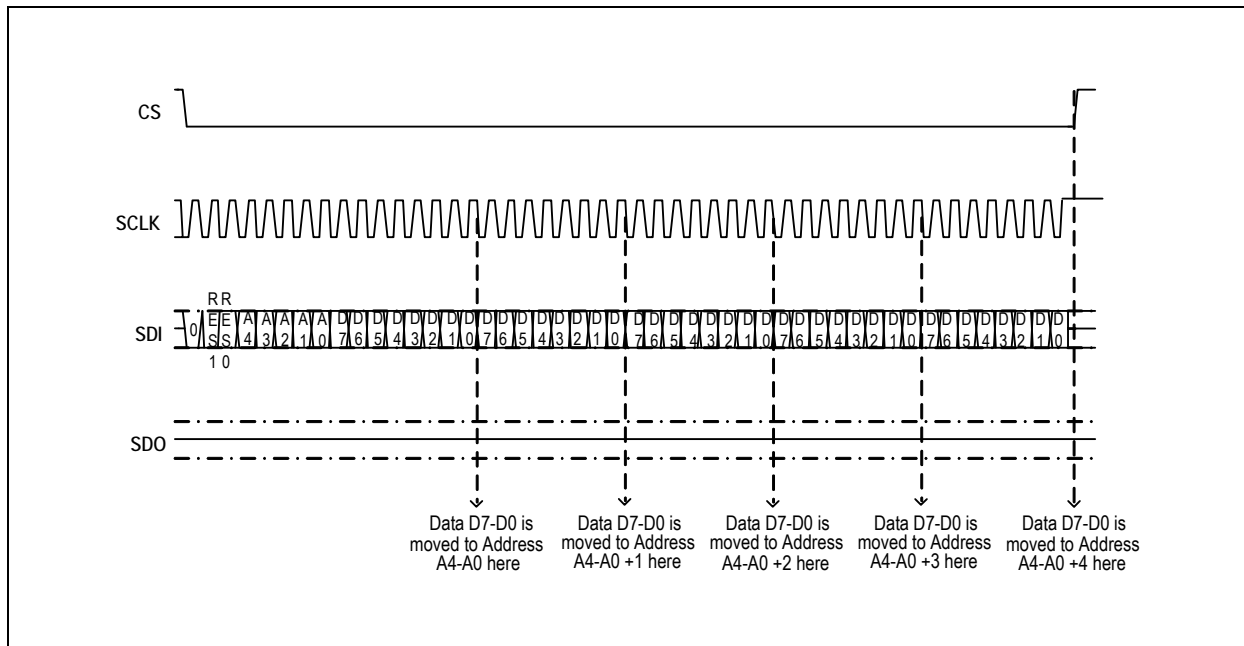 CS
SCLK
SDI 0 RES1 RES0 A4 A3 A2 A1 A0 D7 D6 D5 D4 D3 D2 D1 D0 D7 D6 D5 D4 D3 D2 D1 D0 D7 D6 D5 D4 D3 D2 D1 D0 D7 D6 D5 D4 D3 D2 D1 D0 D7 D6 D5 D4 D3 D2 D1 D0
SDO
Data D7-D0 is
moved to Address
A4-A0 here
Data D7-D0 is
moved to Address
A4-A0 +1 here
Data D7-D0 is
moved to Address
A4-A0 +2 here
Data D7-D0 is
moved to Address
A4-A0 +3 here
Data D7-D0 is
moved to Address
A4-A0 +4 here